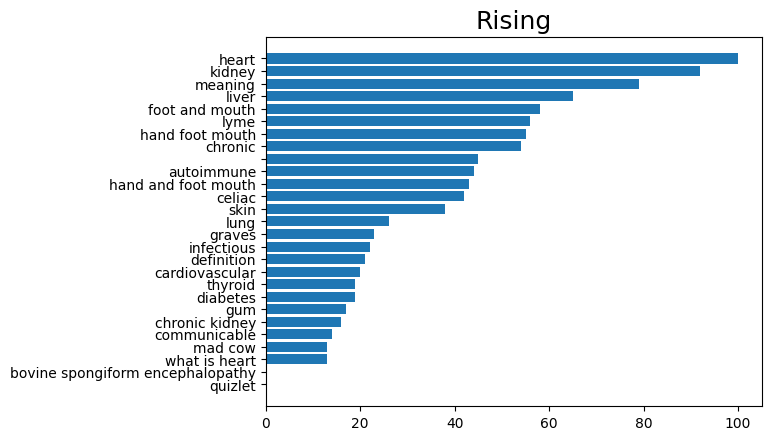 Rising
heart
kidney
meaning
liver
foot and mouth
lyme
hand foot mouth
chronic
autoimmune
hand and foot mouth
celiac
skin
lung
graves
infectious
definition
cardiovascular
thyroid
diabetes
gum
chronic kidney
communicable
mad cow
what is heart
bovine spongiform encephalopathy
quizlet
0 20 40 60 80 100